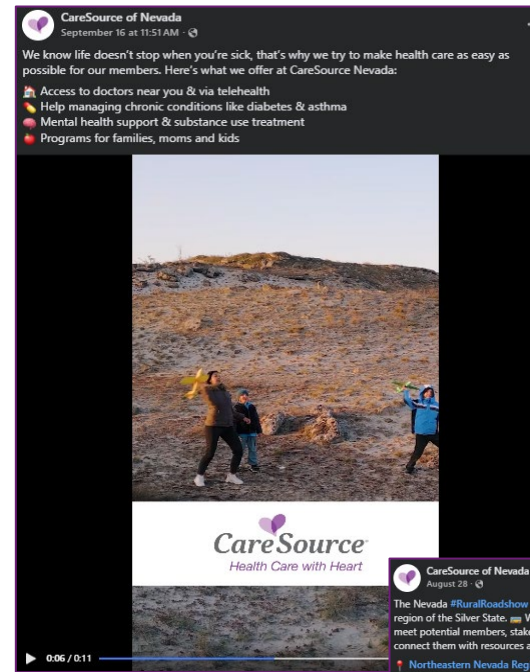 CareSource of Nevada
September 16 at 11:51 AM ·
We know life doesn’t stop when you’re sick, that’s why we try to make health care as easy as
possible for our members. Here’s what we offer at CareSource Nevada:
🏠 Access to doctors near you & via telehealth
💊 Help managing chronic conditions like diabetes & asthma
🧠 Mental health support & substance use treatment
🍎 Programs for families, moms and kids
CareSource
Health Care with Heart
0:06 / 0:11
CareSource of Nevada
August 28 ·
The Nevada #RuralRoadshow
region of the Silver State.
meet potential members,
connect them with resources
📍 Northeastern Nevada Reg